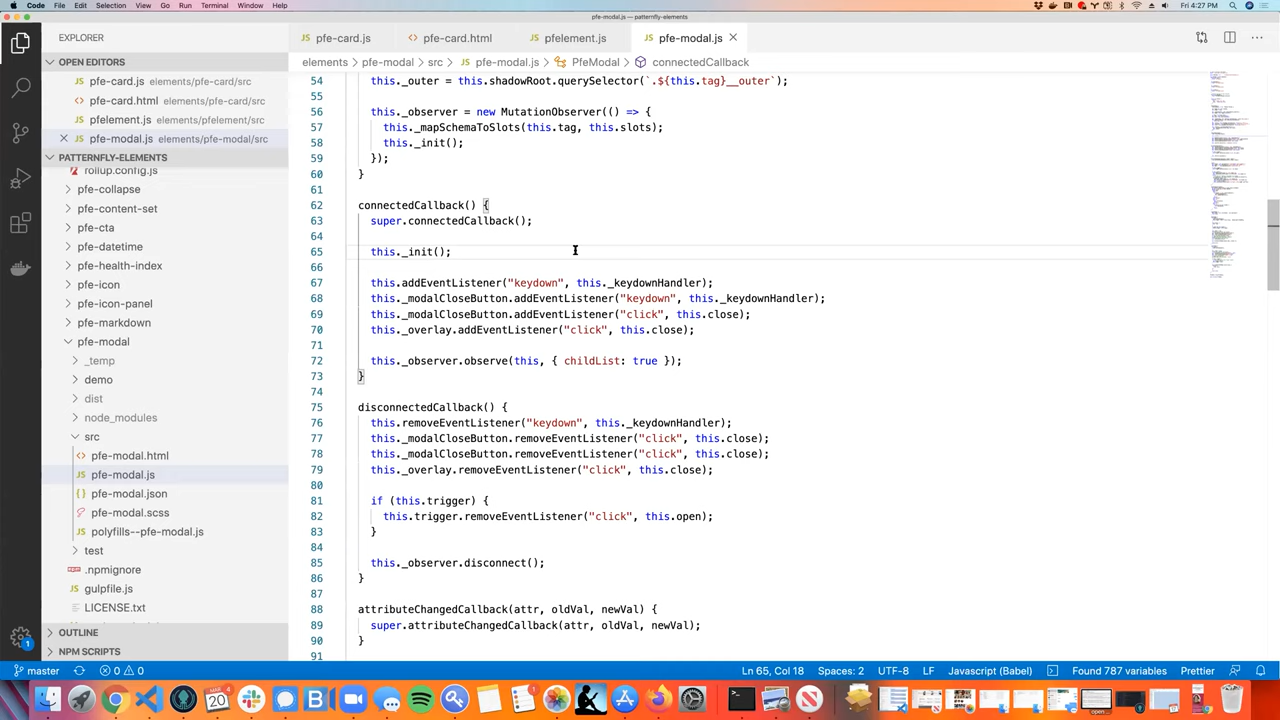 Code File Edit Selection View Go Run Terminal Window Help
Fri 4:27 PM
pfe-modal.js — patternfly-elements
EXPLORER
OPEN EDITORS
pfe-card.js elements/pfe-card/src
pfe-card.html elements/pfe-card/src
pfelement.js elements/pfelement/src
pfe-modal.js elements/pfe-modal/src
PATTERNFLY-ELEMENTS
pfe-datetime
pfe-health-index
pfe-icon
pfe-icon-panel
pfe-markdown
pfe-modal
_temp
demo
dist
node_modules
src
pfe-modal.html
pfe-modal.js
pfe-modal.json
pfe-modal.scss
polyfills--pfe-modal.js
test
.npmignore
gulpfile.js
LICENSE.txt
OUTLINE
NPM SCRIPTS
pfe-card.js
pfe-card.html
pfelement.js
pfe-modal.js
elements > pfe-modal > src > pfe-modal.js > PfeModal > connectedCallback
54 this._outer = this.shadowRoot.querySelector(`.${this.tag}__outer`);
55
56 this._observer = new MutationObserver(() => {
57 this._mapSchemaToSlots(this.tag, this.slots);
58 this._init();
59 });
60 }
61
62 connectedCallback() {
63 super.connectedCallback();
64
65 this._init();
66
67 this.addEventListener("keydown", this._keydownHandler);
68 this._modalCloseButton.addEventListener("keydown", this._keydownHandler);
69 this._modalCloseButton.addEventListener("click", this.close);
70 this._overlay.addEventListener("click", this.close);
71
72 this._observer.observe(this, { childList: true });
73 }
74
75 disconnectedCallback() {
76 this.removeEventListener("keydown", this._keydownHandler);
77 this._modalCloseButton.removeEventListener("click", this.close);
78 this._modalCloseButton.removeEventListener("click", this.close);
79 this._overlay.removeEventListener("click", this.close);
80
81 if (this.trigger) {
82 this.trigger.removeEventListener("click", this.open);
83 }
84
85 this._observer.disconnect();
86 }
87
88 attributeChangedCallback(attr, oldVal, newVal) {
89 super.attributeChangedCallback(attr, oldVal, newVal);
90 }
91
master
0 0
Ln 65, Col 18
Spaces: 2
UTF-8
LF
Javascript (Babel)
Found 787 variables
Prettier